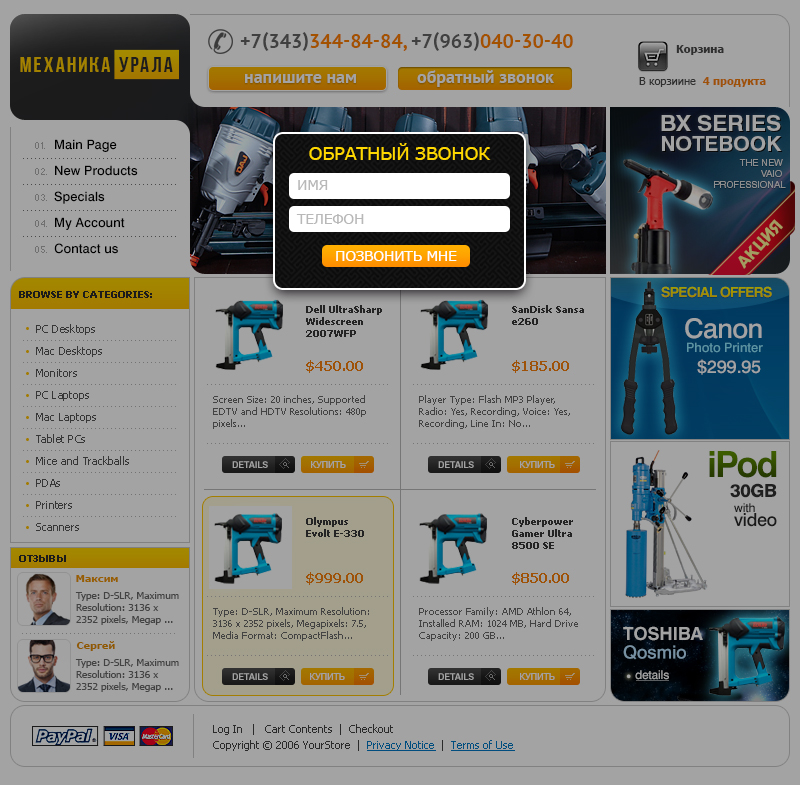 МЕХАНИКА УРАЛА
+7(343)344-84-84, +7(963)040-30-40
напишите нам
обратный звонок
Корзина
В корзиине 4 продукта
01. Main Page
02. New Products
03. Specials
04. My Account
05. Contact us
ОБРАТНЫЙ ЗВОНОК
ИМЯ
ТЕЛЕФОН
ПОЗВОНИТЬ МНЕ
BX SERIES
NOTEBOOK
THE NEW
VAIO
PROFESSIONAL
АКЦИЯ
BROWSE BY CATEGORIES:
PC Desktops
Mac Desktops
Monitors
PC Laptops
Mac Laptops
Tablet PCs
Mice and Trackballs
PDAs
Printers
Scanners
ОТЗЫВЫ
Максим
Type: D-SLR, Maximum
Resolution: 3136 x
2352 pixels, Megap ...
Сергей
Type: D-SLR, Maximum
Resolution: 3136 x
2352 pixels, Megap ...
Dell UltraSharp
Widescreen
2007WFP
$450.00
Screen Size: 20 inches, Supported
EDTV and HDTV Resolutions: 480p
pixels...
DETAILS
КУПИТЬ
SanDisk Sansa
e260
$185.00
Player Type: Flash MP3 Player,
Radio: Yes, Recording, Voice: Yes,
Recording, Line In: No...
DETAILS
КУПИТЬ
Olympus
Evolt E-330
$999.00
Type: D-SLR, Maximum Resolution:
3136 x 2352 pixels, Megapixels: 7.5,
Media Format: CompactFlash...
DETAILS
КУПИТЬ
Cyberpower
Gamer Ultra
8500 SE
$850.00
Processor Family: AMD Athlon 64,
Installed RAM: 1024 MB, Hard Drive
Capacity: 200 GB...
DETAILS
КУПИТЬ
SPECIAL OFFERS
Canon
Photo Printer
$299.95
iPod
30GB
with
video
TOSHIBA
Qosmio
details
PayPal VISA MasterCard
Log In | Cart Contents | Checkout
Copyright © 2006 YourStore | Privacy Notice | Terms of Use